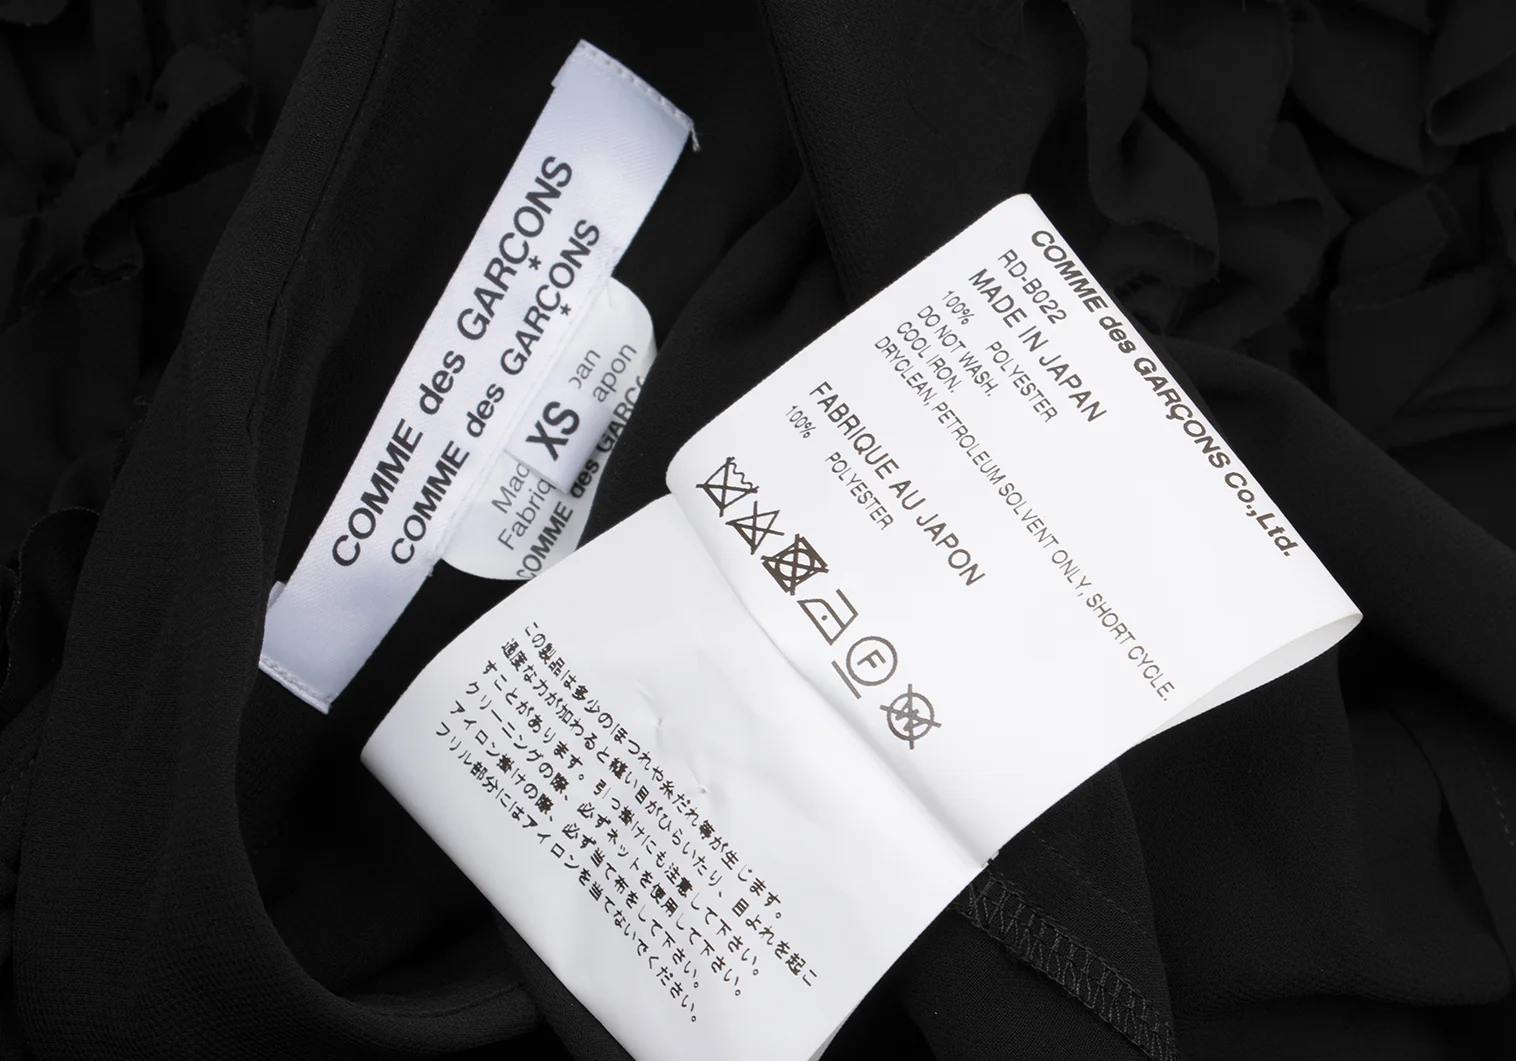 COMME des GARÇONS
*
COMME des GARÇONS
*
XS
COMME des GARÇONS Co.,Ltd.
RD-B022
MADE IN JAPAN
100% POLYESTER
DO NOT WASH.
COOL IRON.
DRYCLEAN, PETROLEUM SOLVENT ONLY, SHORT CYCLE.
FABRIQUE AU JAPON
100% POLYESTER
F
W
この製品は多少のほつれや糸だれ等が生じます。
過度な力が加わると縫い目がひらいたり、目よれを起こ
すことがあります。引っ掛けにも注意して下さい。
クリーニングの際、必ずネットを使用して下さい。
アイロン掛けの際、必ず当て布をして下さい。
フリル部分にはアイロンを当てないでください。